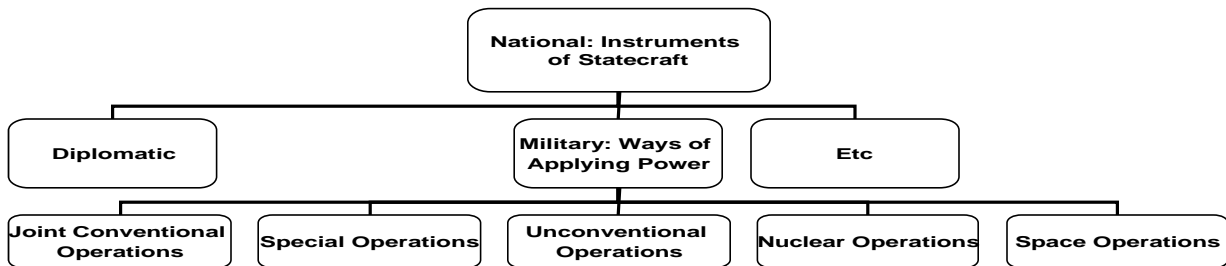 National: Instruments
of Statecraft
Diplomatic
Military: Ways of
Applying Power
Etc
Joint Conventional
Operations
Special Operations
Unconventional
Operations
Nuclear Operations
Space Operations